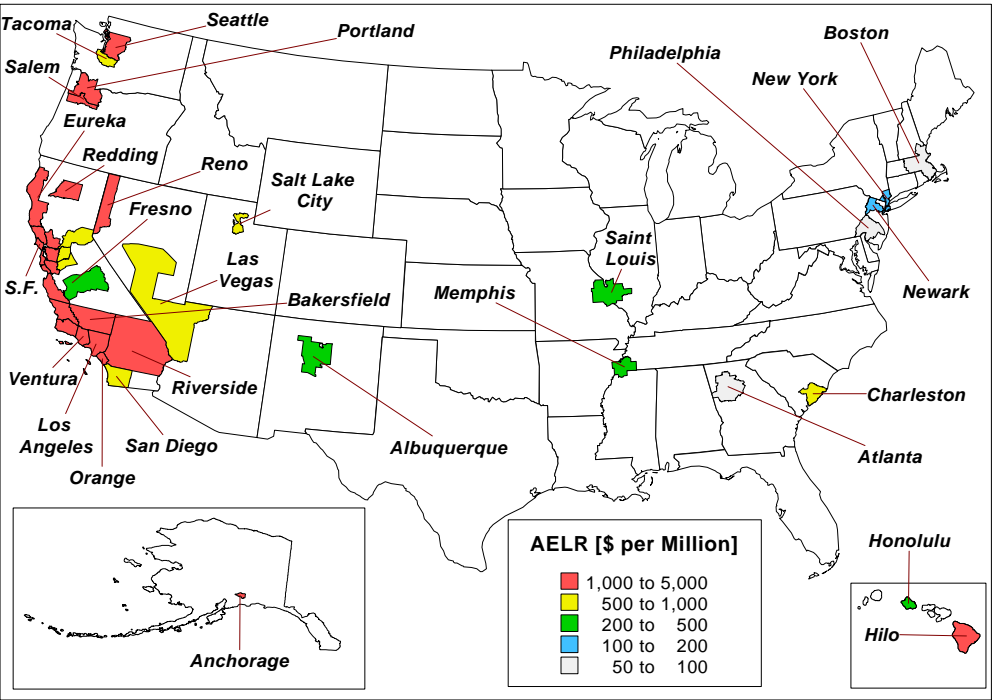 Tacoma
Seattle
Portland
Salem
Eureka
Redding
Reno
Fresno
Salt Lake
City
Las
Vegas
S.F.
Bakersfield
Ventura
Riverside
Los
Angeles
San Diego
Orange
Albuquerque
Memphis
Saint
Louis
Philadelphia
Boston
New York
Newark
Charleston
Atlanta
AELR [$ per Million]
1,000 to 5,000
500 to 1,000
200 to 500
100 to 200
50 to 100
Anchorage
Honolulu
Hilo